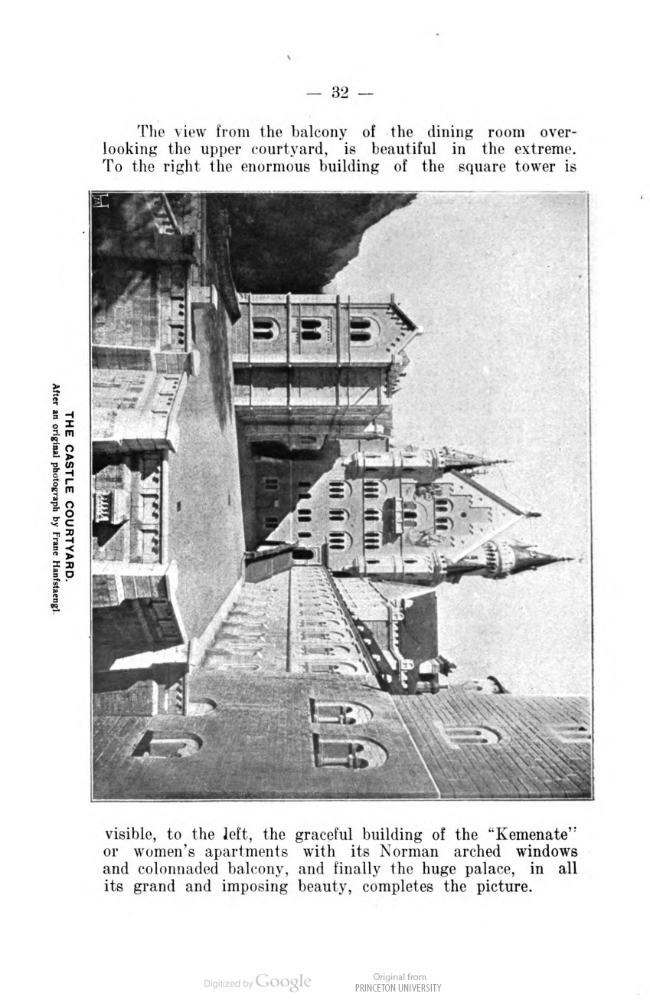 — 32 —
The view from the balcony of the dining room over-
looking the upper courtyard, is beautiful in the extreme.
To the right the enormous building of the square tower is
THE CASTLE COURTYARD.
After an original photograph by Franc Hanfstaengl.
visible, to the left, the graceful building of the “Kemenate”
or women’s apartments with its Norman arched windows
and colonnaded balcony, and finally the huge palace, in all
its grand and imposing beauty, completes the picture.
Digitized by Google
Original from
PRINCETON UNIVERSITY